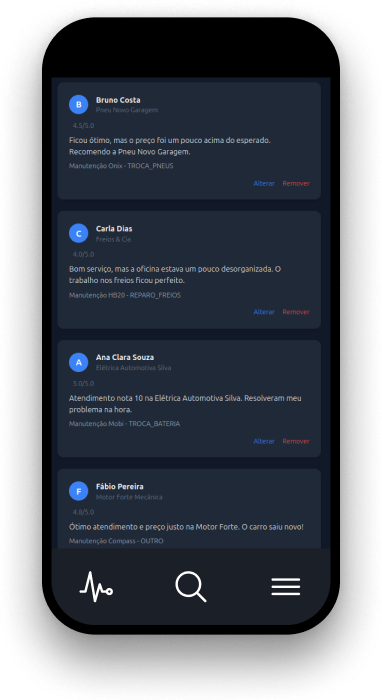 B
Bruno Costa
Pneu Novo Garagem
4.5/5.0
Ficou ótimo, mas o preço foi um pouco acima do esperado.
Recomendo a Pneu Novo Garagem.
Manutenção Onix - TROCA_PNEUS
Alterar Remover
C
Carla Dias
Freios & Cia
4.0/5.0
Bom serviço, mas a oficina estava um pouco desorganizada. O
trabalho nos freios ficou perfeito.
Manutenção HB20 - REPARO_FREIOS
Alterar Remover
A
Ana Clara Souza
Elétrica Automotiva Silva
5.0/5.0
Atendimento nota 10 na Elétrica Automotiva Silva. Resolveram meu
problema na hora.
Manutenção Mobi - TROCA_BATERIA
Alterar Remover
F
Fábio Pereira
Motor Forte Mecânica
4.8/5.0
Ótimo atendimento e preço justo na Motor Forte. O carro saiu novo!
Manutenção Compass - OUTRO